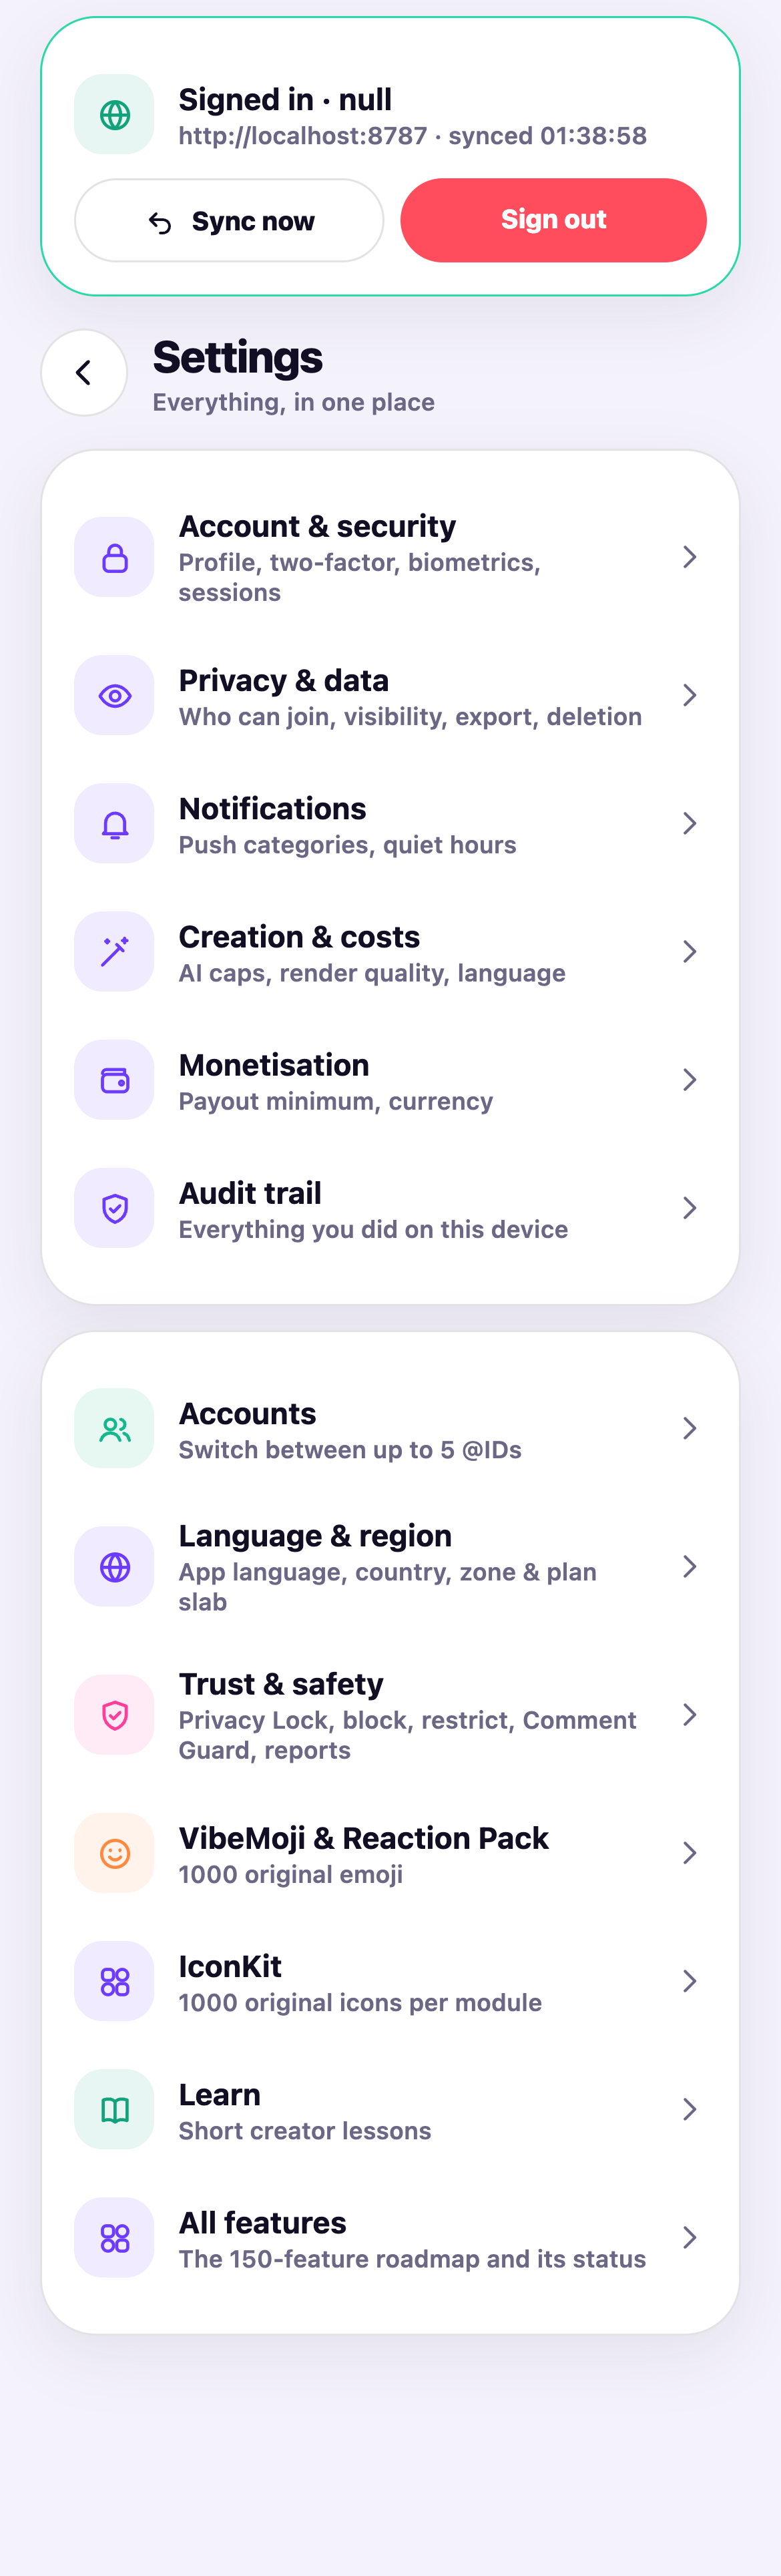 Signed in · null
http://localhost:8787 · synced 01:38:58
Sync now
Sign out
Settings
Everything, in one place
Account & security
Profile, two-factor, biometrics,
sessions
Privacy & data
Who can join, visibility, export, deletion
Notifications
Push categories, quiet hours
Creation & costs
AI caps, render quality, language
Monetisation
Payout minimum, currency
Audit trail
Everything you did on this device
Accounts
Switch between up to 5 @IDs
Language & region
App language, country, zone & plan
slab
Trust & safety
Privacy Lock, block, restrict, Comment
Guard, reports
VibeMoji & Reaction Pack
1000 original emoji
IconKit
1000 original icons per module
Learn
Short creator lessons
All features
The 150-feature roadmap and its status